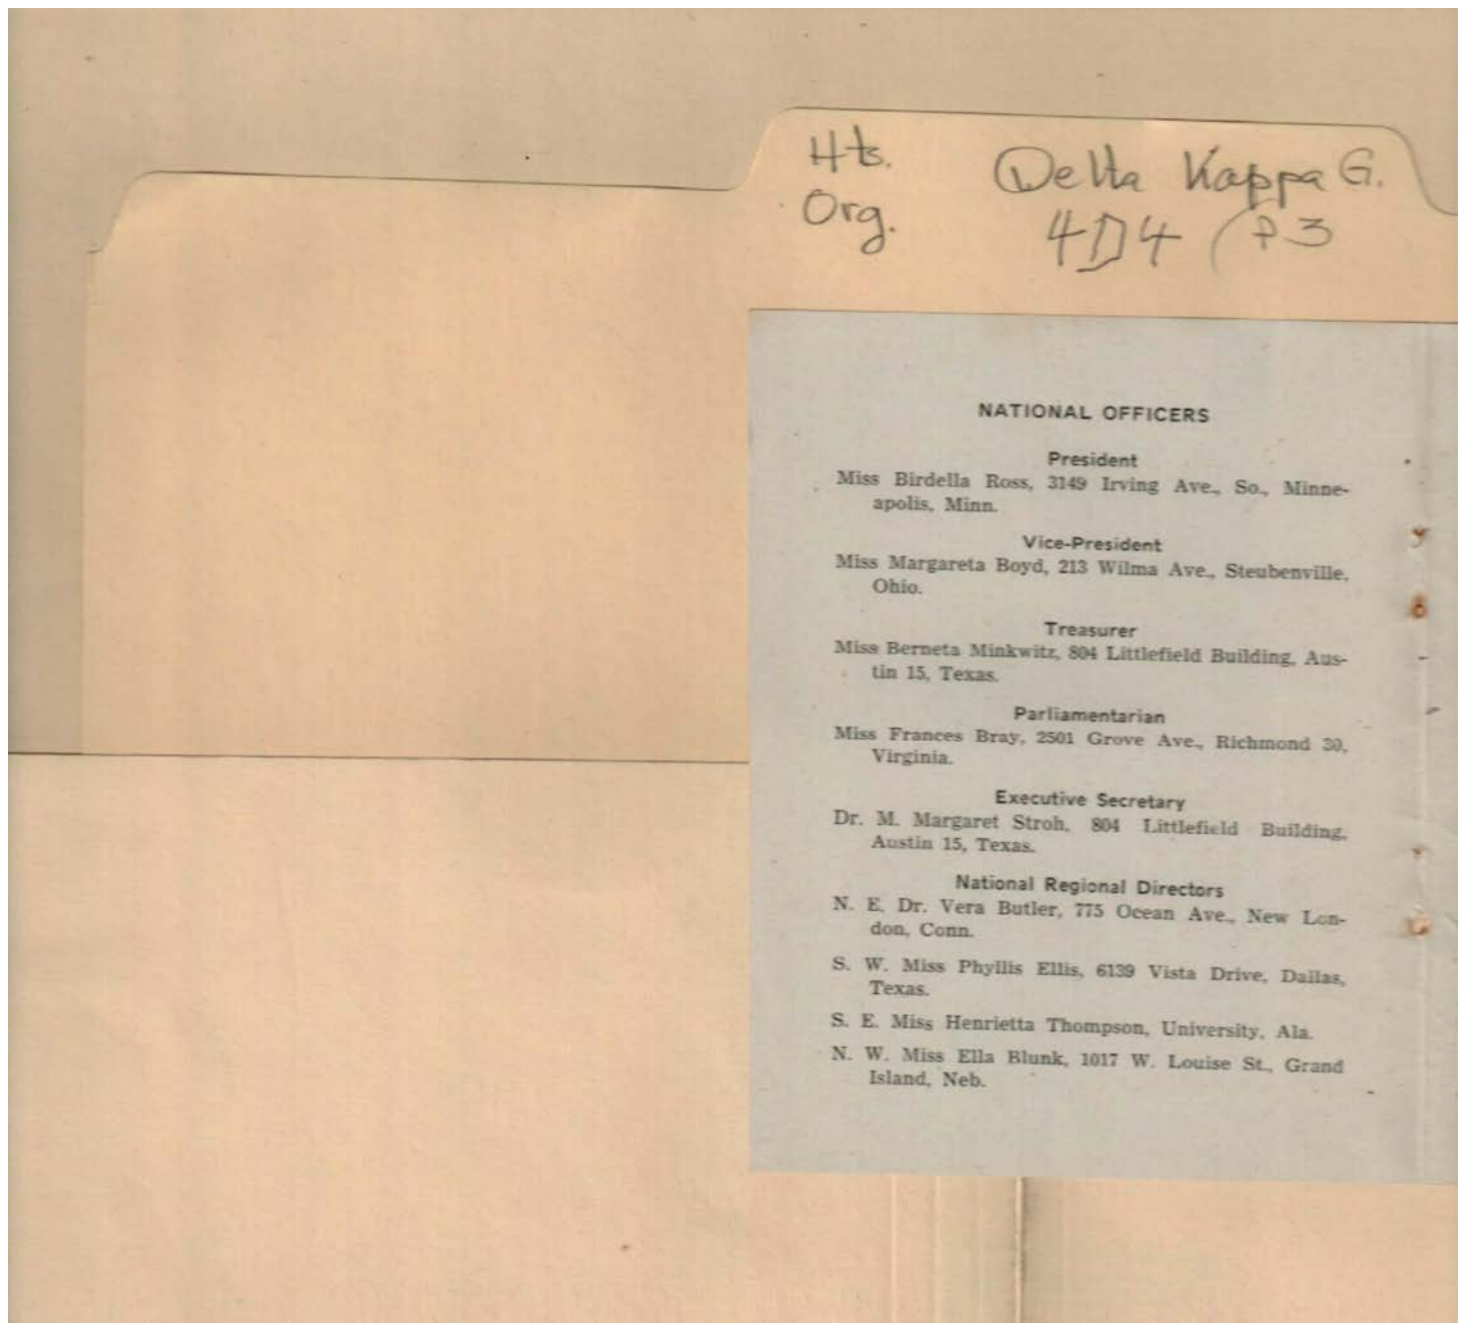 Hts. Delta Kappa G.
Org. 4D4 (P3
NATIONAL OFFICERS
President
Miss Birdella Ross, 3149 Irving Ave., So., Minne-
apolis, Minn.
Vice-President
Miss Margareta Boyd, 213 Wilma Ave., Steubenville,
Ohio.
Treasurer
Miss Berneta Minkwitz, 804 Littlefield Building, Aus-
tin 15, Texas.
Parliamentarian
Miss Frances Bray, 2501 Grove Ave., Richmond 30,
Virginia.
Executive Secretary
Dr. M. Margaret Stroh, 804 Littlefield Building,
Austin 15, Texas.
National Regional Directors
N. E. Dr. Vera Butler, 775 Ocean Ave., New Lon-
don, Conn.
S. W. Miss Phyllis Ellis, 6139 Vista Drive, Dallas,
Texas.
S. E. Miss Henrietta Thompson, University, Ala.
N. W. Miss Ella Blunk, 1017 W. Louise St., Grand
Island, Neb.